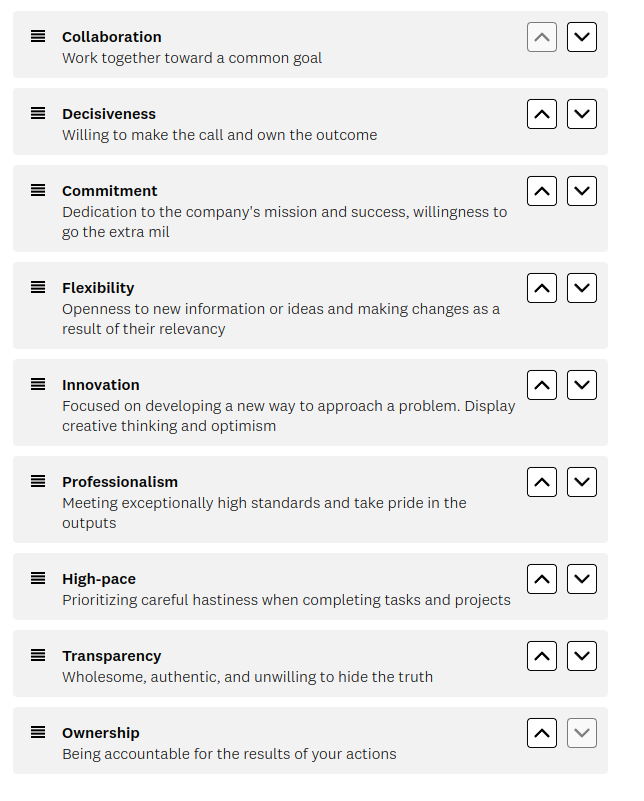 Collaboration
Work together toward a common goal
Decisiveness
Willing to make the call and own the outcome
Commitment
Dedication to the company's mission and success, willingness to
go the extra mil
Flexibility
Openness to new information or ideas and making changes as a
result of their relevancy
Innovation
Focused on developing a new way to approach a problem. Display
creative thinking and optimism
Professionalism
Meeting exceptionally high standards and take pride in the
outputs
High-pace
Prioritizing careful hastiness when completing tasks and projects
Transparency
Wholesome, authentic, and unwilling to hide the truth
Ownership
Being accountable for the results of your actions